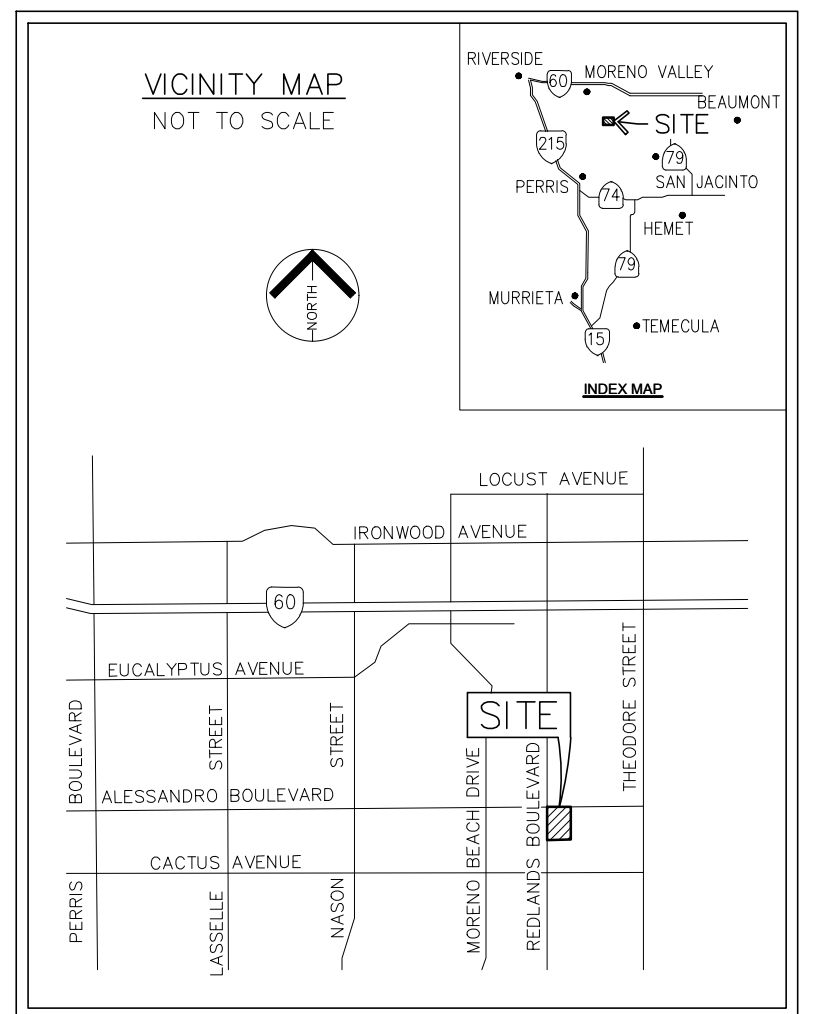 VICINITY MAP
NOT TO SCALE
NORTH
RIVERSIDE
60
MORENO VALLEY
BEAUMONT
SITE
215
79
PERRIS
74
SAN JACINTO
HEMET
79
MURRIETA
TEMECULA
15
INDEX MAP
LOCUST AVENUE
IRONWOOD AVENUE
60
EUCALYPTUS AVENUE
SITE
ALESSANDRO BOULEVARD
CACTUS AVENUE
PERRIS BOULEVARD
LASSELLE STREET
NASON STREET
MORENO BEACH DRIVE
REDLANDS BOULEVARD
THEODORE STREET